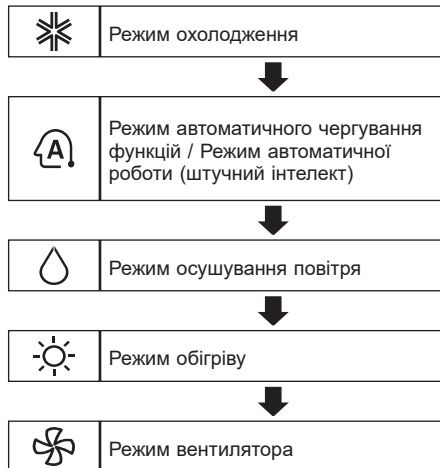 Режим охолодження
A
Режим автоматичного чергування
функцій / Режим автоматичної
роботи (штучний інтелект)
Режим осушування повітря
Режим обігріву
Режим вентилятора